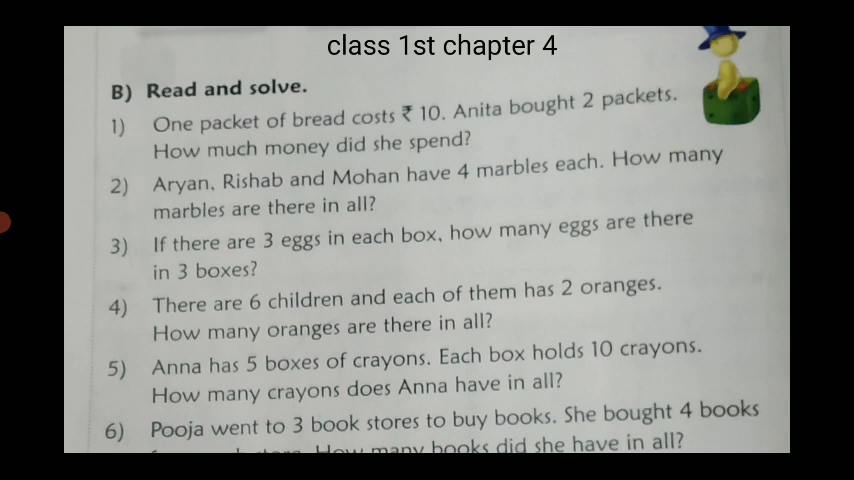 class 1st chapter 4
B) Read and solve.
1) One packet of bread costs ₹ 10. Anita bought 2 packets.
How much money did she spend?
2) Aryan, Rishab and Mohan have 4 marbles each. How many
marbles are there in all?
3) If there are 3 eggs in each box, how many eggs are there
in 3 boxes?
4) There are 6 children and each of them has 2 oranges.
How many oranges are there in all?
5) Anna has 5 boxes of crayons. Each box holds 10 crayons.
How many crayons does Anna have in all?
6) Pooja went to 3 book stores to buy books. She bought 4 books
How many books did she have in all?